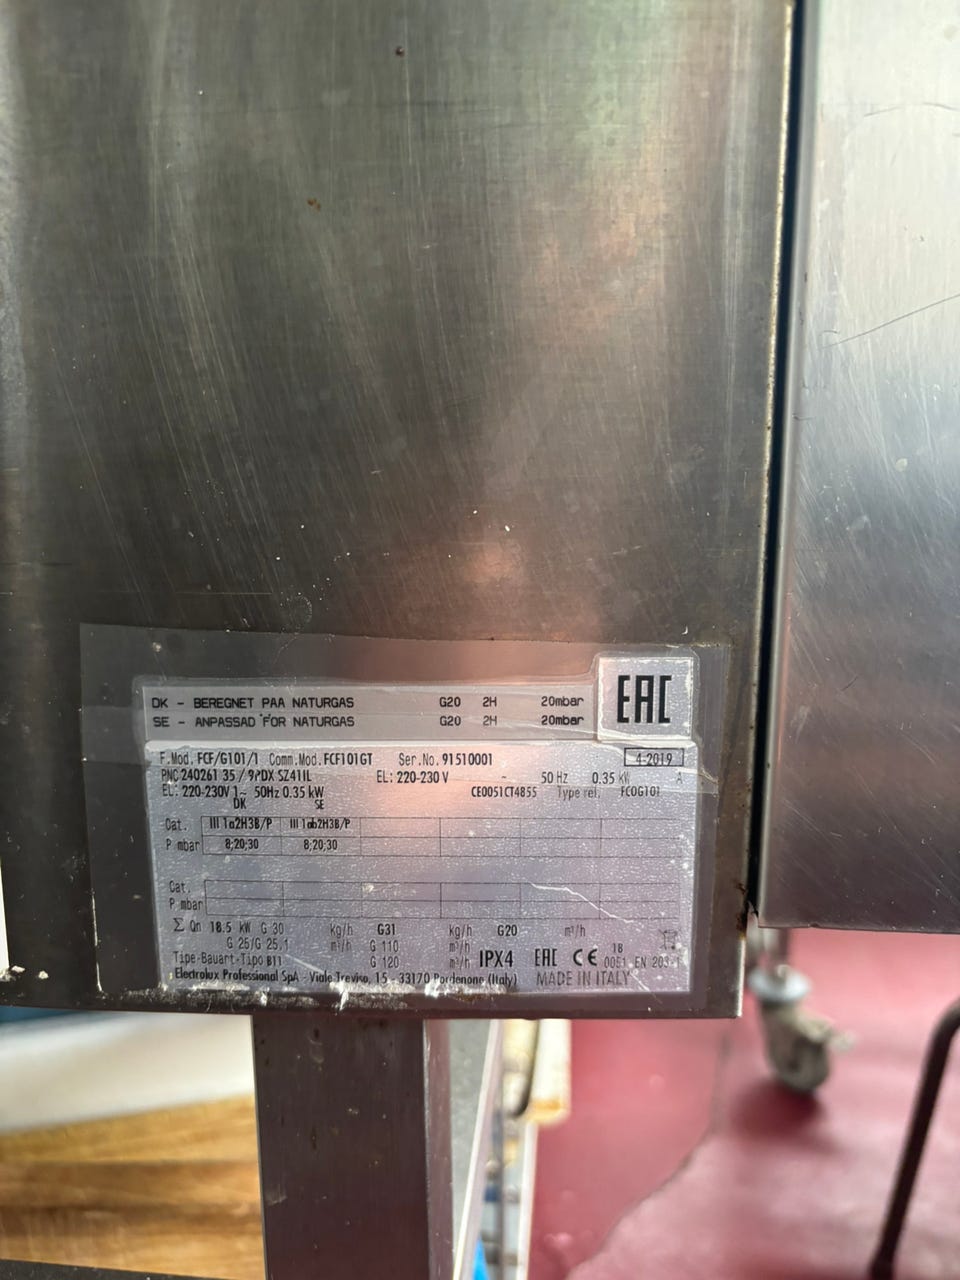 DK - BEREGNET PAA NATURGAS G20 2H 20mbar
SE - ANPASSAD FOR NATURGAS G20 2H 20mbar
EAC
F.Mod. FCF/G101/1 Comm.Mod. FCF101GT Ser.No. 91510001 4-2019
PNC 240261 35 / 9PDX SZ411L EL: 220-230 V ~ 50 Hz 0.35 kW A
EL: 220-230V 1~ 50Hz 0.35 kW CE0051CT4855 Type rel. FCOG101
DK SE
Cat. III 1a2H3B/P III 1ab2H3B/P
P mbar 8;20;30 8;20;30
Cat.
P mbar
Σ Qn 18.5 kW G 30 kg/h G31 kg/h G20 m³/h
G 25/G 25.1 m³/h G 110 m³/h
Tipe-Bauart-Tipo B11 G 120 m³/h IPX4 EAC CE 18 0051 EN 203-1
Electrolux Professional SpA - Viale Treviso, 15 - 33170 Pordenone (Italy) MADE IN ITALY